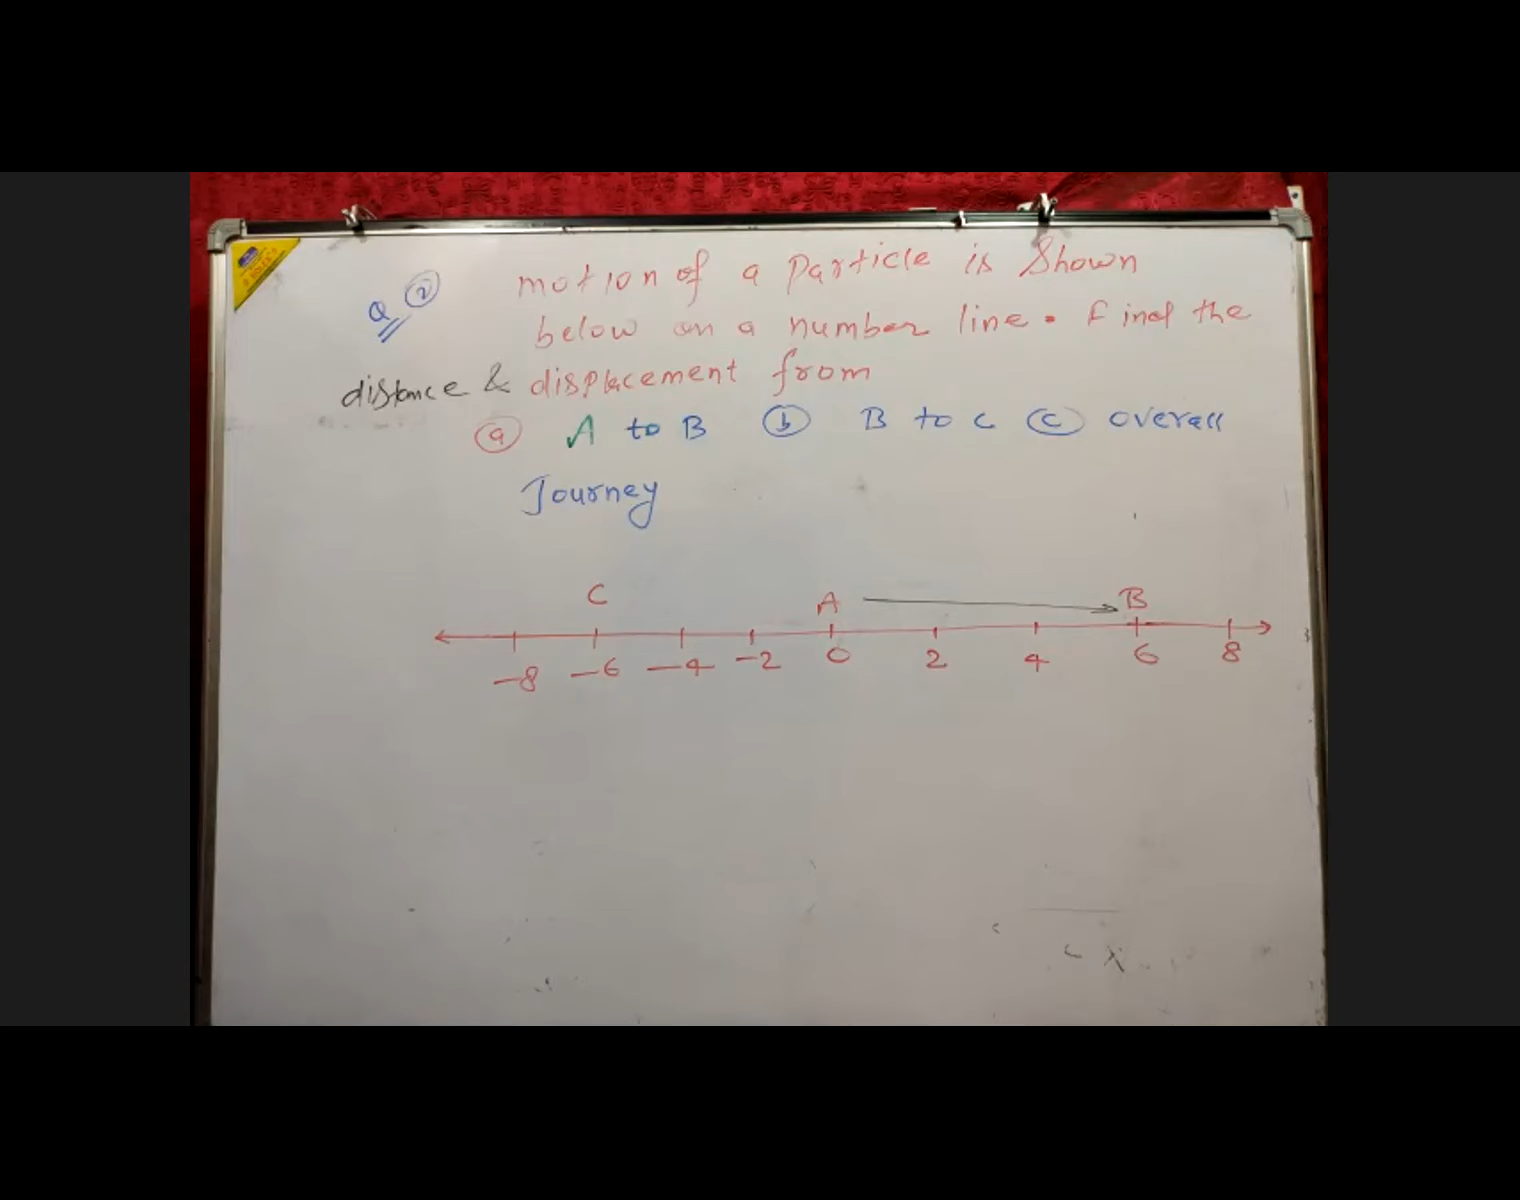 Q ② motion of a particle is shown
below on a number line. Find the
distance & displacement from
ⓐ A to B ⓑ B to C ⓒ overall
Journey
C A B
-8 -6 -4 -2 0 2 4 6 8